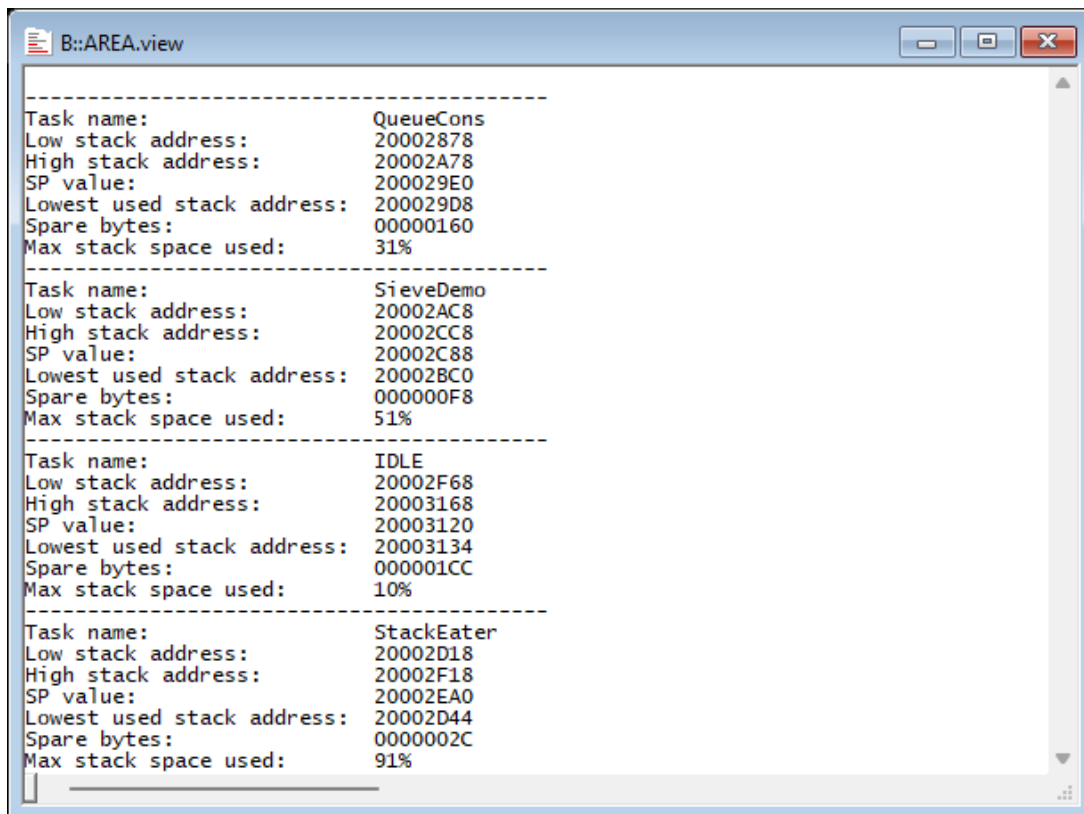 B::AREA.view
------------------------------------------
Task name: QueueCons
Low stack address: 20002878
High stack address: 20002A78
SP value: 200029E0
Lowest used stack address: 200029D8
Spare bytes: 00000160
Max stack space used: 31%
------------------------------------------
Task name: SieveDemo
Low stack address: 20002AC8
High stack address: 20002CC8
SP value: 20002C88
Lowest used stack address: 20002BC0
Spare bytes: 000000F8
Max stack space used: 51%
------------------------------------------
Task name: IDLE
Low stack address: 20002F68
High stack address: 20003168
SP value: 20003120
Lowest used stack address: 20003134
Spare bytes: 000001CC
Max stack space used: 10%
------------------------------------------
Task name: StackEater
Low stack address: 20002D18
High stack address: 20002F18
SP value: 20002EA0
Lowest used stack address: 20002D44
Spare bytes: 0000002C
Max stack space used: 91%